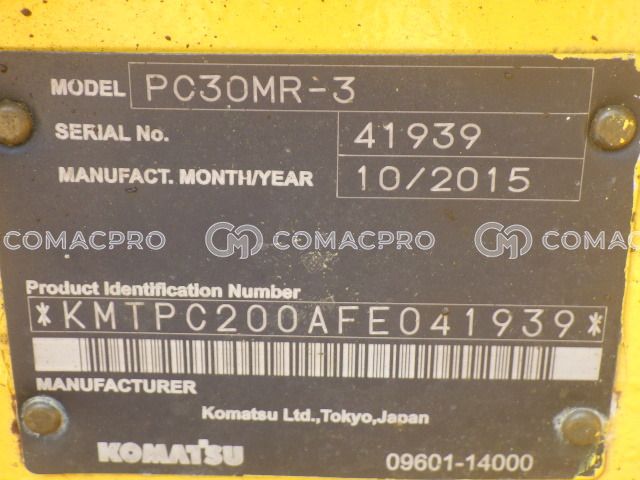 MODEL PC30MR-3
SERIAL No. 41939
MANUFACT. MONTH/YEAR 10/2015
COMACPRO COMACPRO COMACPRO
Product Identification Number
*KMTPC200AFE041939*
MANUFACTURER
Komatsu Ltd.,Tokyo,Japan
KOMATSU 09601-14000